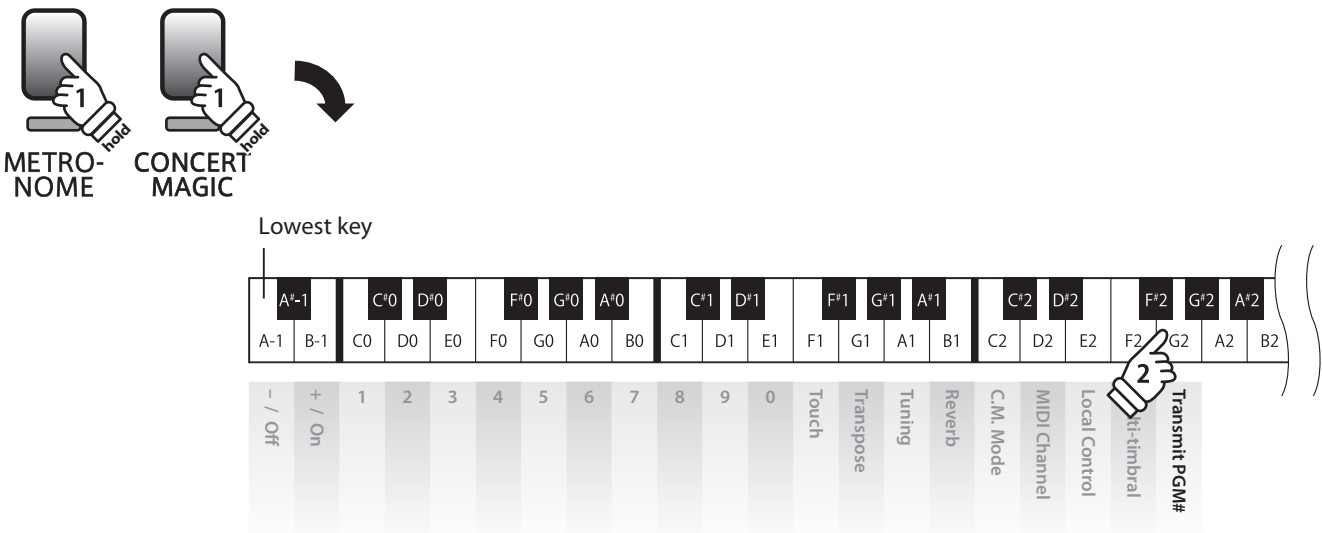 1
hold
1
hold
METRO-
NOME
CONCERT
MAGIC
Lowest key
A#-1 C#0 D#0 F#0 G#0 A#0 C#1 D#1 F#1 G#1 A#1 C#2 D#2 F#2 G#2 A#2
A-1 B-1 C0 D0 E0 F0 G0 A0 B0 C1 D1 E1 F1 G1 A1 B1 C2 D2 E2 F2 G2 A2 B2
2
– / Off
+ / On
1 2 3 4 5 6 7 8 9 0
Touch
Transpose
Tuning
Reverb
C.M. Mode
MIDI Channel
Local Control
lti-timbral
Transmit PGM#